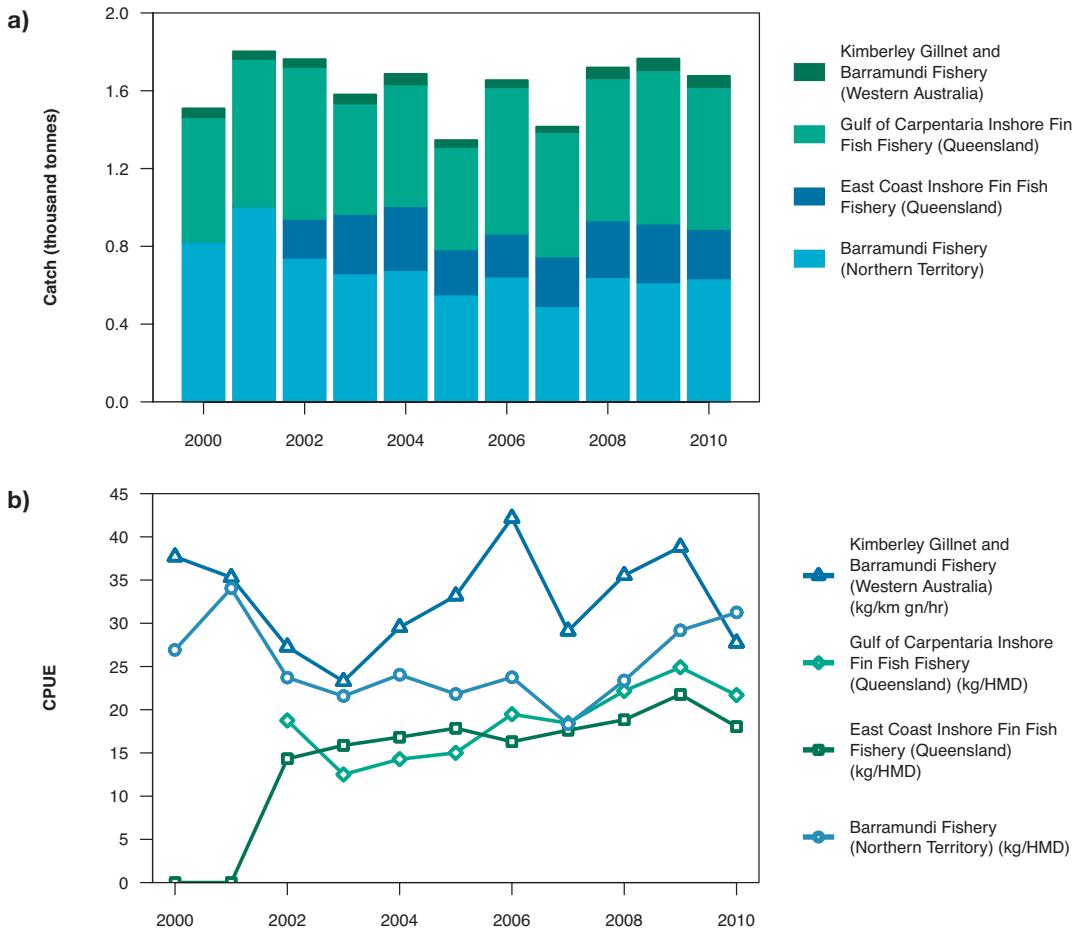 a)
Catch (thousand tonnes)
2.0
1.6
1.2
0.8
0.4
0.0
2000
2002
2004
2006
2008
2010
Kimberley Gillnet and
Barramundi Fishery
(Western Australia)
Gulf of Carpentaria Inshore Fin
Fish Fishery (Queensland)
East Coast Inshore Fin Fish
Fishery (Queensland)
Barramundi Fishery
(Northern Territory)
b)
CPUE
45
40
35
30
25
20
15
10
5
0
2000
2002
2004
2006
2008
2010
Kimberley Gillnet and
Barramundi Fishery
(Western Australia)
(kg/km gn/hr)
Gulf of Carpentaria Inshore
Fin Fish Fishery
(Queensland) (kg/HMD)
East Coast Inshore Fin Fish
Fishery (Queensland)
(kg/HMD)
Barramundi Fishery
(Northern Territory) (kg/HMD)